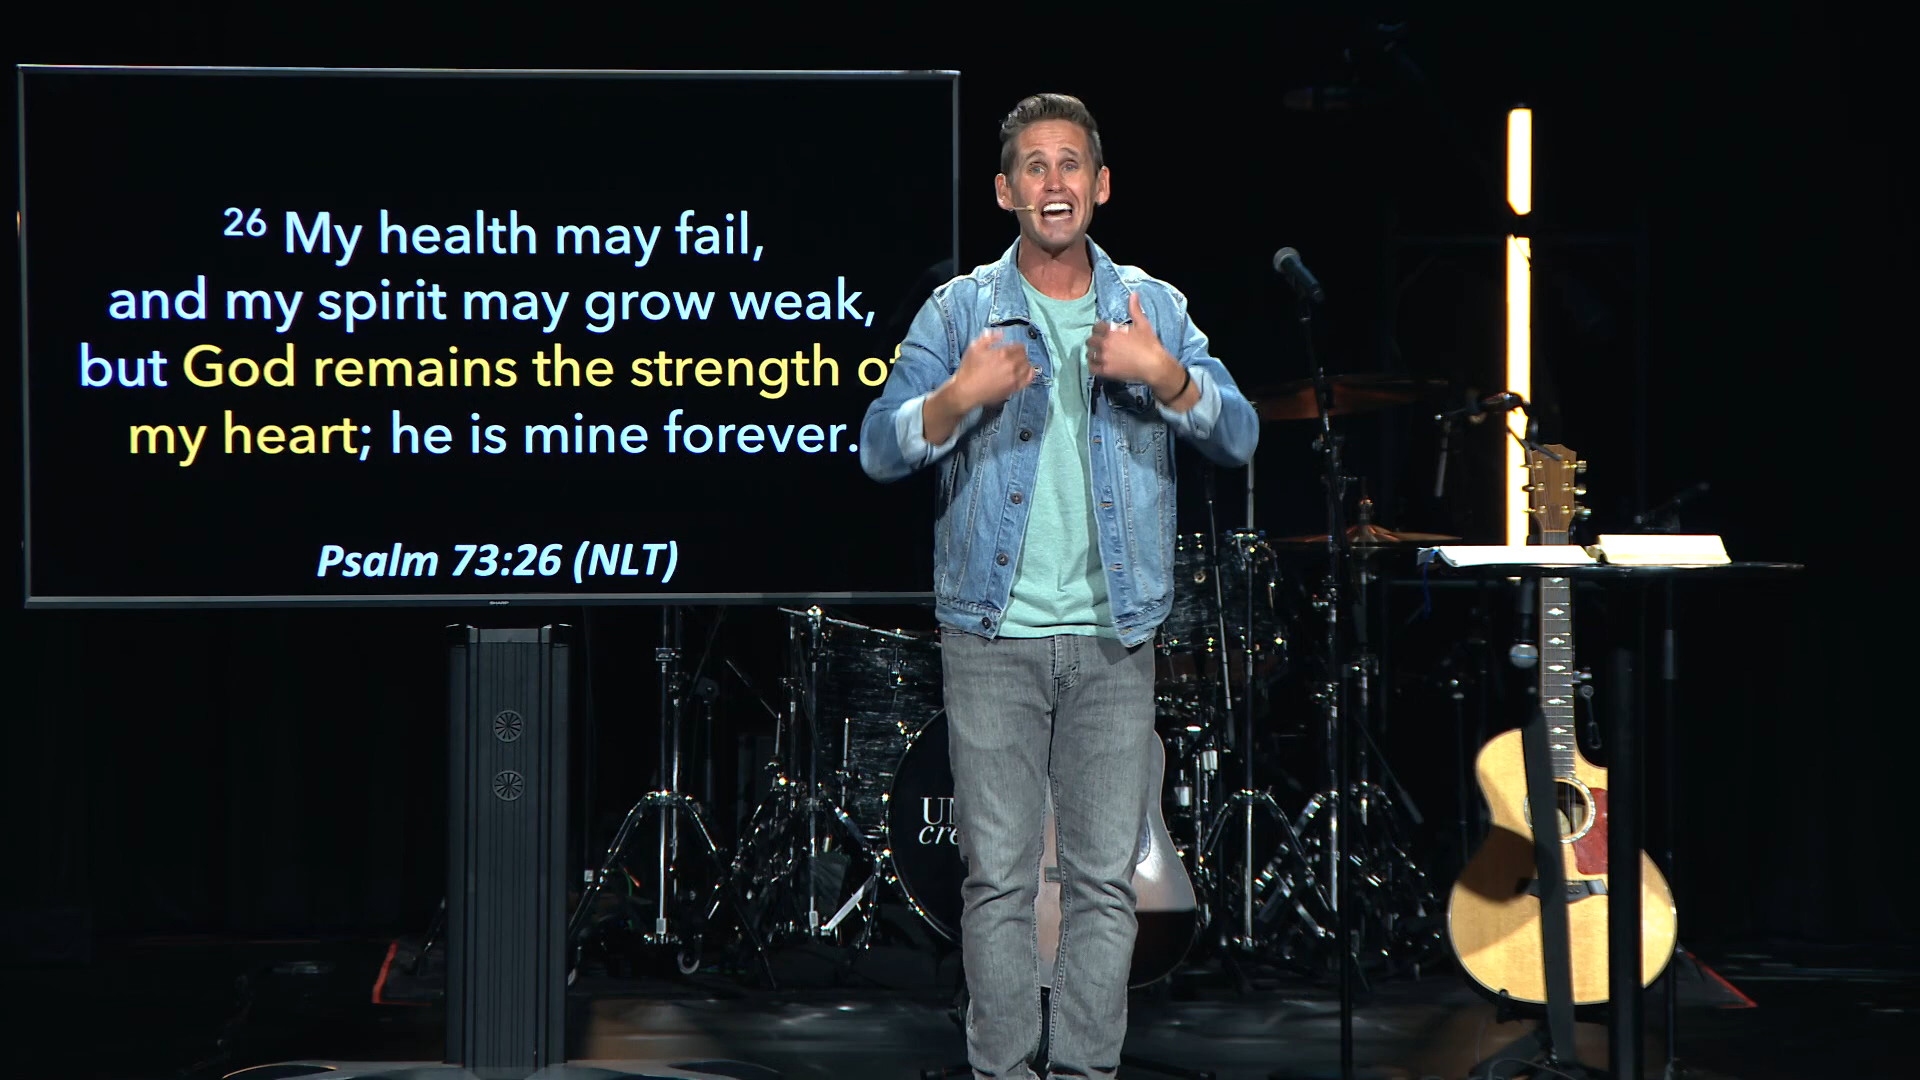 26 My health may fail,
and my spirit may grow weak,
but God remains the strength of
my heart; he is mine forever.
Psalm 73:26 (NLT)
SHARP